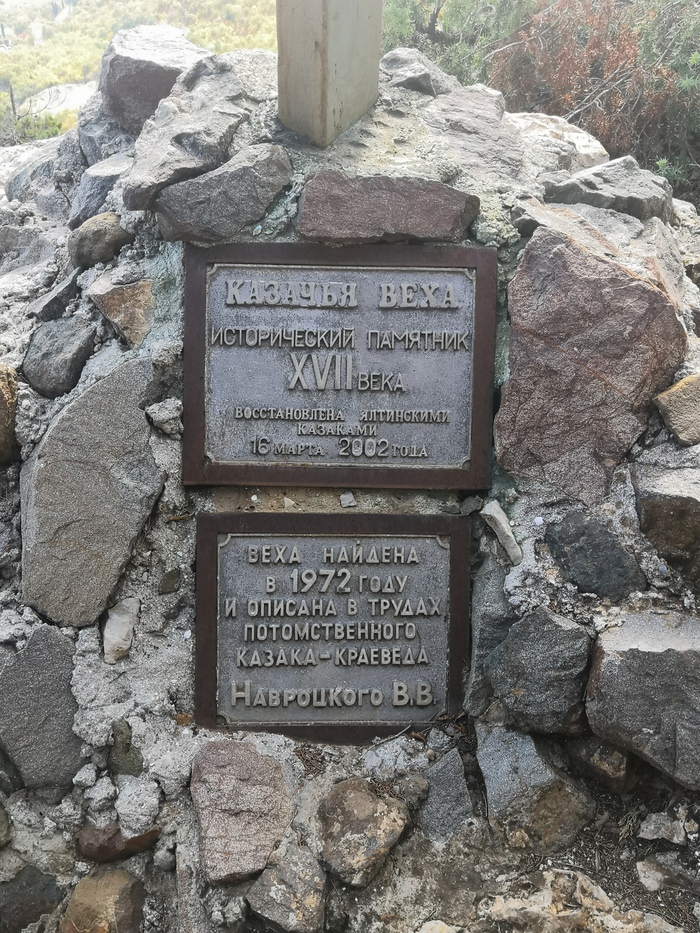 КАЗАЧЬЯ ВЕХА
ИСТОРИЧЕСКИЙ ПАМЯТНИК
XVII ВЕКА
ВОССТАНОВЛЕНА ЯЛТИНСКИМИ
КАЗАКАМИ
16 МАРТА 2002 ГОДА
ВЕХА НАЙДЕНА
В 1972 ГОДУ
И ОПИСАНА В ТРУДАХ
ПОТОМСТВЕННОГО
КАЗАКА-КРАЕВЕДА
НАВРОЦКОГО В.В.